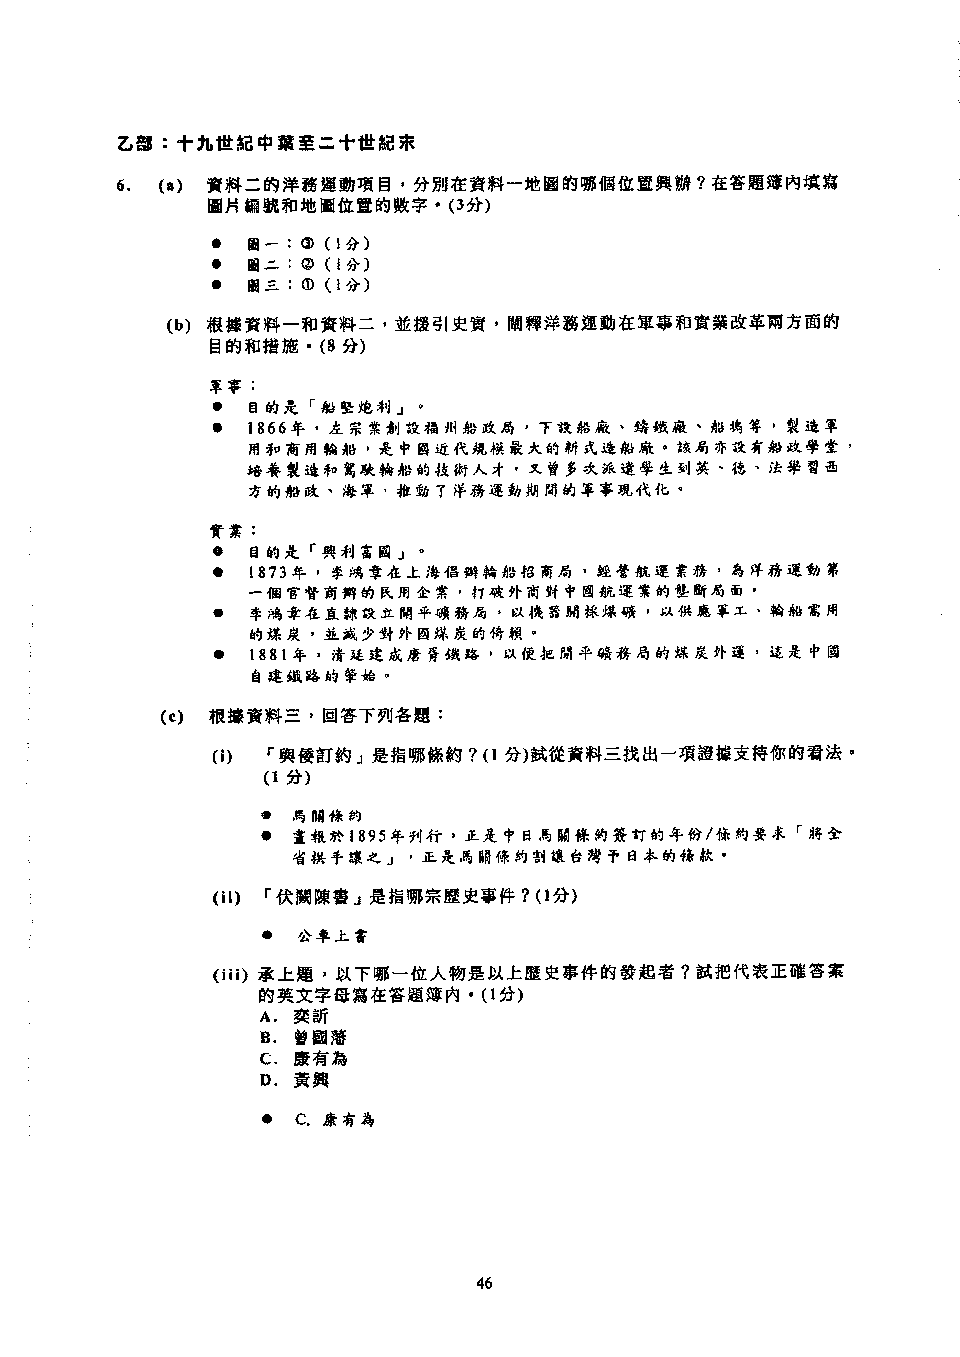 乙部：十九世紀中葉至二十世紀末
6. (a) 資料二的洋務運動項目，分別在資料一地圖的哪個位置興辦？在答題簿內填寫
圖片編號和地圖位置的數字。(3分)
● 圖一：③ (1分)
● 圖二：② (1分)
● 圖三：① (1分)
(b) 根據資料一和資料二，並援引史實，闡釋洋務運動在軍事和實業改革兩方面的
目的和措施。(8 分)
軍事：
● 目的是「船堅炮利」。
● 1866年，左宗棠創設福州船政局，下設船廠、鑄鐵廠、船塢等，製造軍
用和商用輪船，是中國近代規模最大的新式造船廠。該局亦設有船政學堂，
培養製造和駕駛輪船的技術人才，又曾多次派遣學生到英、德、法學習西
方的船政、海軍，推動了洋務運動期間的軍事現代化。
實業：
● 目的是「興利富國」。
● 1873年，李鴻章在上海倡辦輪船招商局，經營航運業務，為洋務運動第
一個官督商辦的民用企業，打破外商對中國航運業的壟斷局面。
● 李鴻章在直隸設立開平礦務局，以機器開採煤礦，以供應軍工、輪船需用
的煤炭，並減少對外國煤炭的倚賴。
● 1881年，清廷建成唐胥鐵路，以便把開平礦務局的煤炭外運，這是中國
自建鐵路的肇始。
(c) 根據資料三，回答下列各題：
(i) 「與倭訂約」是指哪條約？(1 分)試從資料三找出一項證據支持你的看法。
(1 分)
● 馬關條約
● 畫報於1895年刊行，正是中日馬關條約簽訂的年份/條約要求「將全
省拱手讓之」，正是馬關條約割讓台灣予日本的條款。
(ii) 「伏闕陳書」是指哪宗歷史事件？(1分)
● 公車上書
(iii) 承上題，以下哪一位人物是以上歷史事件的發起者？試把代表正確答案
的英文字母寫在答題簿內。(1分)
A. 奕訢
B. 曾國藩
C. 康有為
D. 黃興
● C. 康有為
46